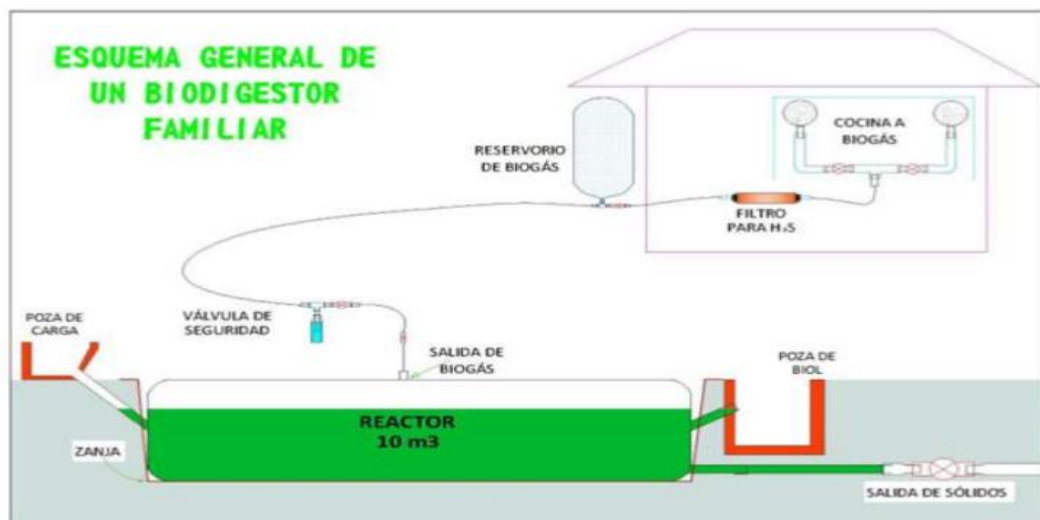 ESQUEMA GENERAL DE
UN BIODIGESTOR
FAMILIAR
RESERVORIO
DE BIOGÁS
COCINA A
BIOGÁS
FILTRO
PARA H₂S
VÁLVULA DE
SEGURIDAD
POZA DE
CARGA
SALIDA DE
BIOGÁS
POZA DE
BIOL
REACTOR
10 m3
ZANJA
SALIDA DE SÓLIDOS